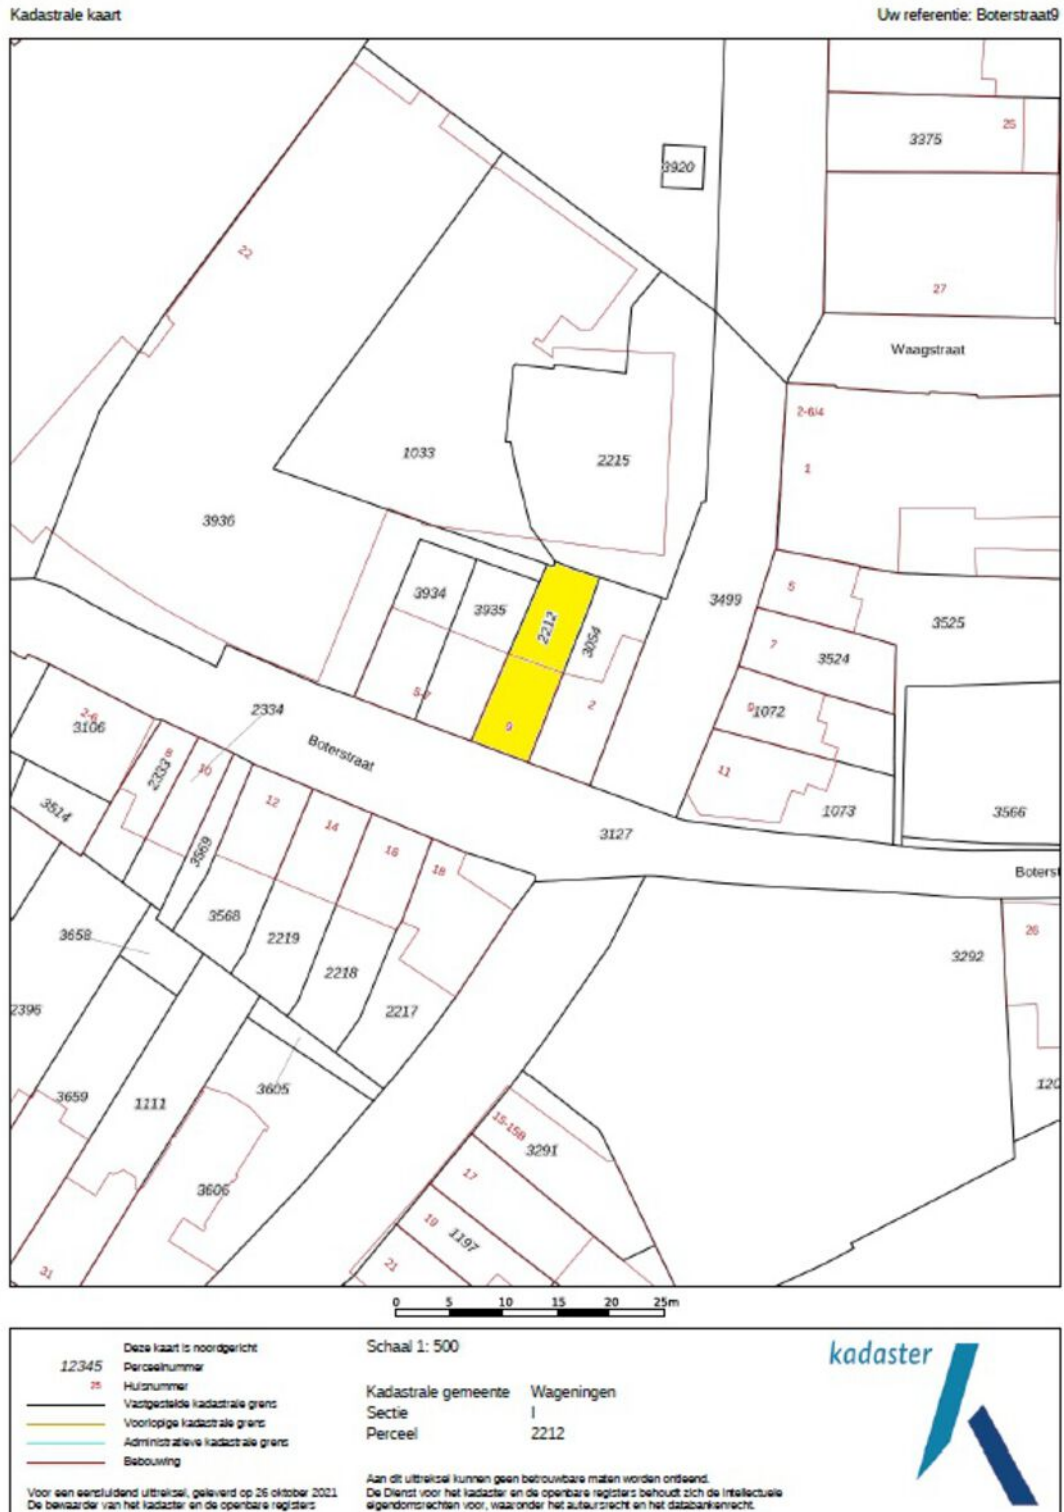 Kadastrale kaart
Uw referentie: Boterstraat9
25
3375
3920
22
27
Waagstraat
2-6/4
1
1033
2215
3936
3934
3935
2212
3054
3499
5
3525
7
3524
9
1072
5-7
2
9
2-6
3106
2334
Boterstraat
8
2333
10
11
1073
3566
3514
12
14
3127
3569
16
18
Boterst
3568
3658
2219
2218
26
3292
2396
2217
3659
1111
3605
120
15-15B
3291
3606
17
19
1197
31
21
0 5 10 15 20 25m
Deze kaart is noordgericht
12345 Perceelnummer
25 Huisnummer
Vastgestelde kadastrale grens
Voorlopige kadastrale grens
Administratieve kadastrale grens
Bebouwing
Voor een eensluidend uittreksel, geleverd op 26 oktober 2021
De bewaarder van het kadaster en de openbare registers
Schaal 1: 500
Kadastrale gemeente Wageningen
Sectie I
Perceel 2212
Aan dit uittreksel kunnen geen betrouwbare maten worden ontleend.
De Dienst voor het kadaster en de openbare registers behoudt zich de intellectuele
eigendomsrechten voor, waaronder het auteursrecht en het databankenrecht.
kadaster